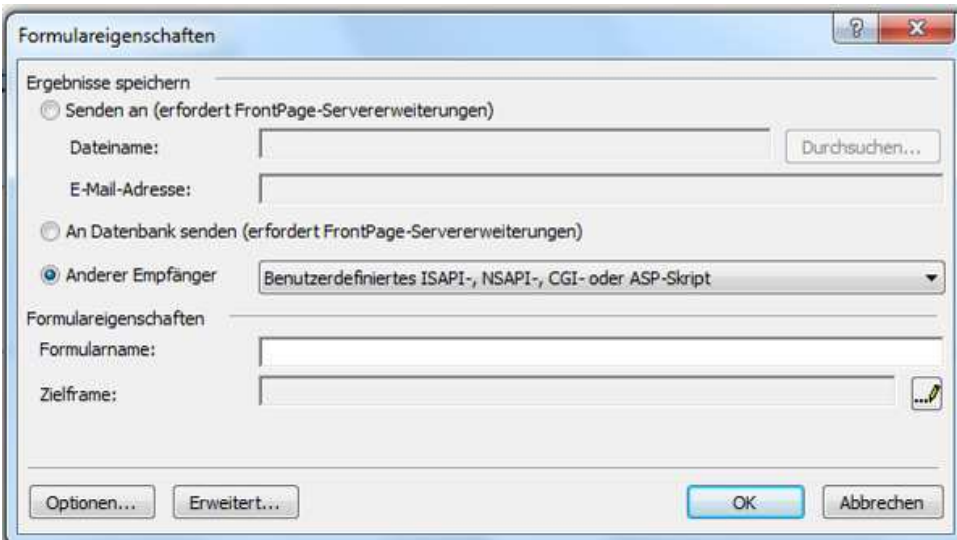 Formulareigenschaften
Ergebnisse speichern
Senden an (erfordert FrontPage-Servererweiterungen)
Dateiname:
Durchsuchen...
E-Mail-Adresse:
An Datenbank senden (erfordert FrontPage-Servererweiterungen)
Anderer Empfänger
Benutzerdefiniertes ISAPI-, NSAPI-, CGI- oder ASP-Skript
Formulareigenschaften
Formularname:
Zielframe:
Optionen...
Erweitert...
OK
Abbrechen